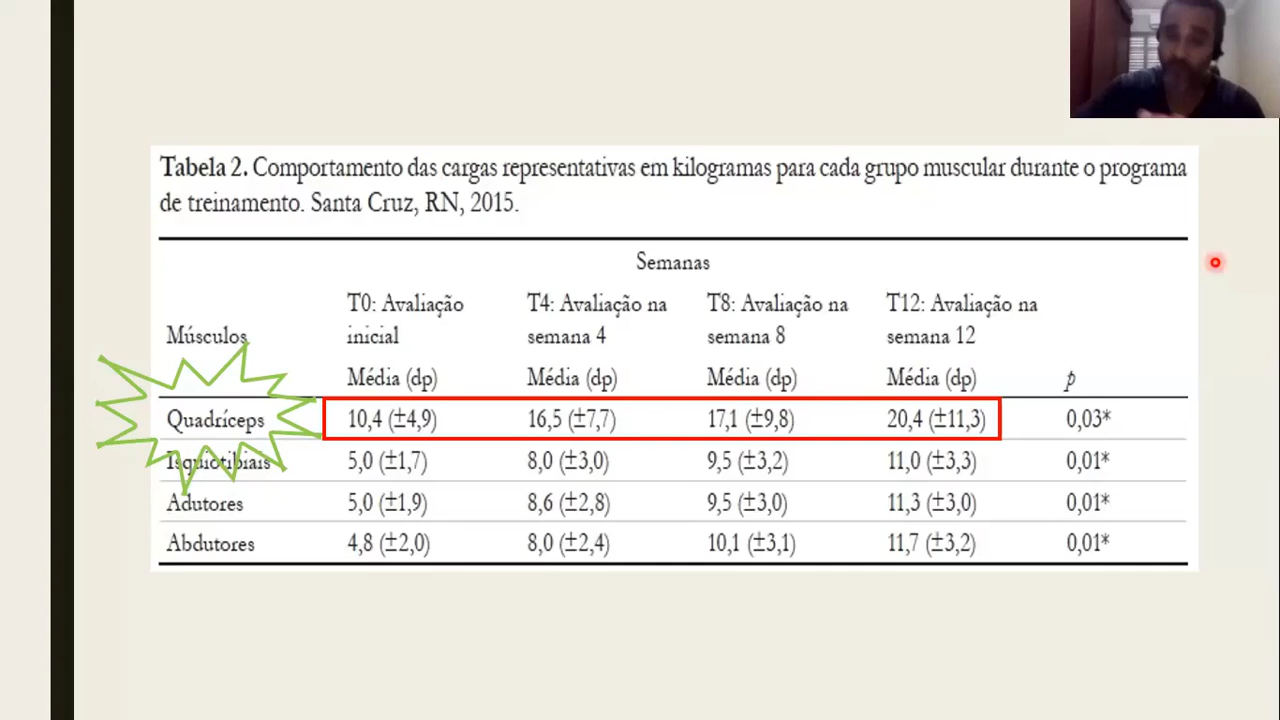 Tabela 2. Comportamento das cargas representativas em kilogramas para cada grupo muscular durante o programa
de treinamento. Santa Cruz, RN, 2015.
Semanas
Músculos T0: Avaliação inicial T4: Avaliação na semana 4 T8: Avaliação na semana 8 T12: Avaliação na semana 12
Média (dp) Média (dp) Média (dp) Média (dp) p
Quadríceps 10,4 (±4,9) 16,5 (±7,7) 17,1 (±9,8) 20,4 (±11,3) 0,03*
Isquiotibiais 5,0 (±1,7) 8,0 (±3,0) 9,5 (±3,2) 11,0 (±3,3) 0,01*
Adutores 5,0 (±1,9) 8,6 (±2,8) 9,5 (±3,0) 11,3 (±3,0) 0,01*
Abdutores 4,8 (±2,0) 8,0 (±2,4) 10,1 (±3,1) 11,7 (±3,2) 0,01*